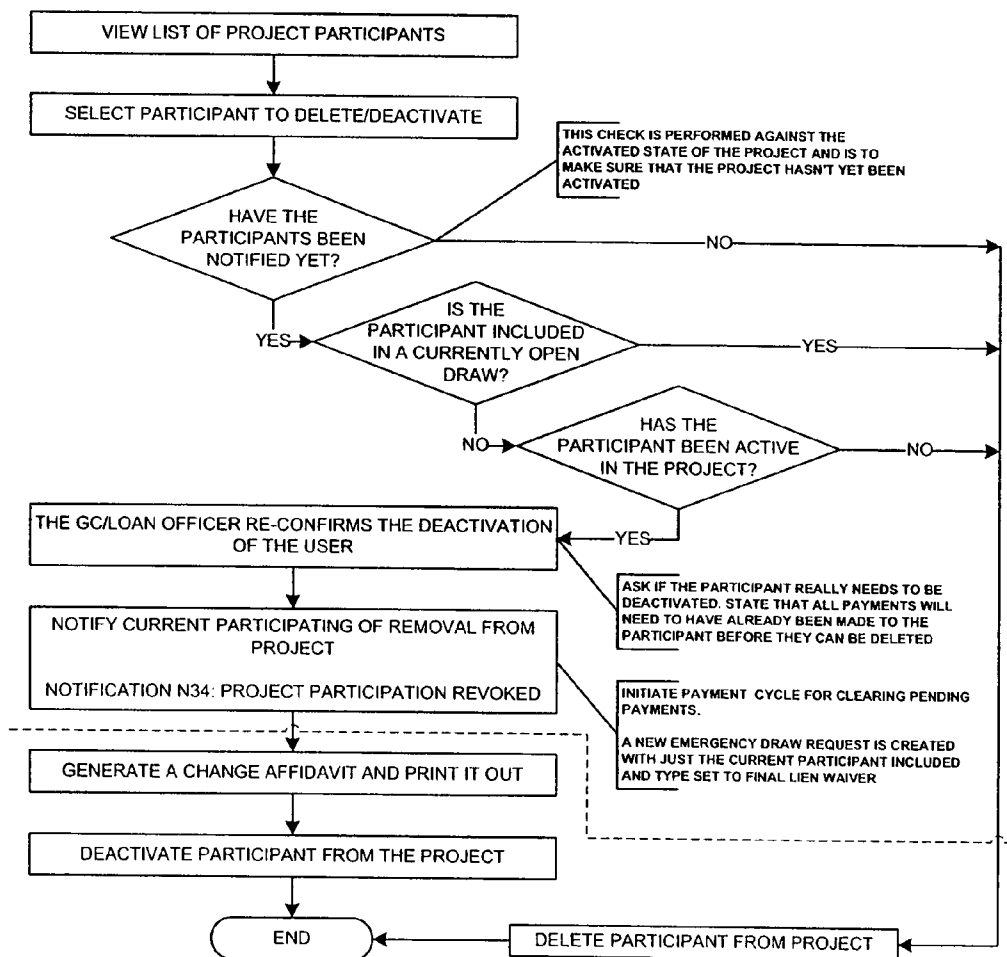 VIEW LIST OF PROJECT PARTICIPANTS
SELECT PARTICIPANT TO DELETE/DEACTIVATE
THIS CHECK IS PERFORMED AGAINST THE
ACTIVATED STATE OF THE PROJECT AND IS TO
MAKE SURE THAT THE PROJECT HASN'T YET BEEN
ACTIVATED
HAVE THE
PARTICIPANTS BEEN
NOTIFIED YET?
NO
YES
IS THE
PARTICIPANT INCLUDED
IN A CURRENTLY OPEN
DRAW?
YES
NO
HAS THE
PARTICIPANT BEEN ACTIVE
IN THE PROJECT?
NO
YES
THE GC/LOAN OFFICER RE-CONFIRMS THE DEACTIVATION
OF THE USER
ASK IF THE PARTICIPANT REALLY NEEDS TO BE
DEACTIVATED. STATE THAT ALL PAYMENTS WILL
NEED TO HAVE ALREADY BEEN MADE TO THE
PARTICIPANT BEFORE THEY CAN BE DELETED
NOTIFY CURRENT PARTICIPATING OF REMOVAL FROM
PROJECT
NOTIFICATION N34: PROJECT PARTICIPATION REVOKED
INITIATE PAYMENT CYCLE FOR CLEARING PENDING
PAYMENTS.
A NEW EMERGENCY DRAW REQUEST IS CREATED
WITH JUST THE CURRENT PARTICIPANT INCLUDED
AND TYPE SET TO FINAL LIEN WAIVER
GENERATE A CHANGE AFFIDAVIT AND PRINT IT OUT
DEACTIVATE PARTICIPANT FROM THE PROJECT
END
DELETE PARTICIPANT FROM PROJECT